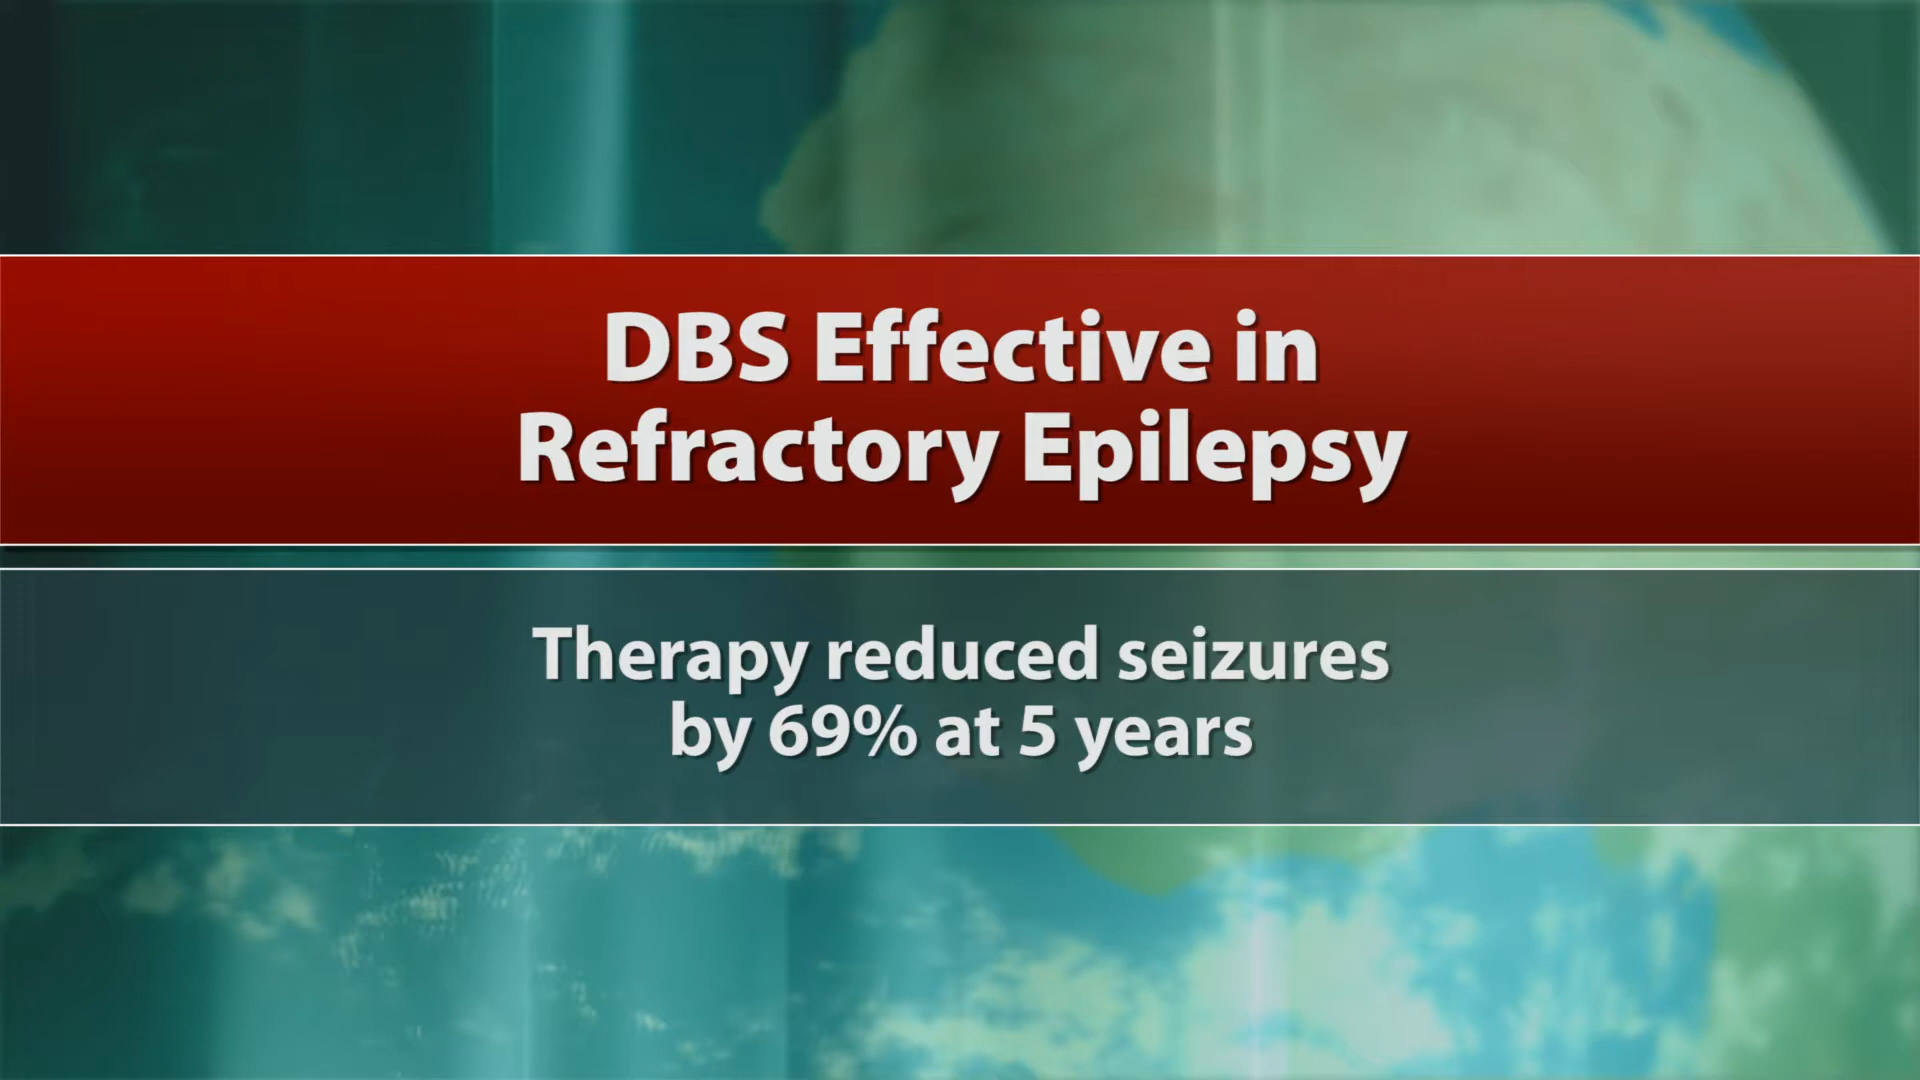 DBS Effective in
Refractory Epilepsy
Therapy reduced seizures
by 69% at 5 years